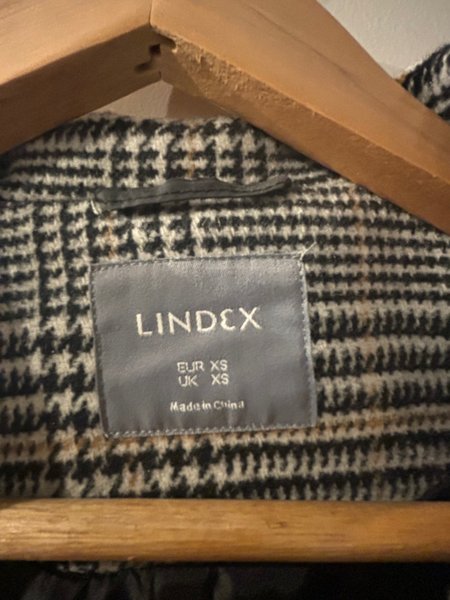 LINDEX
EUR XS
UK XS
Made in China